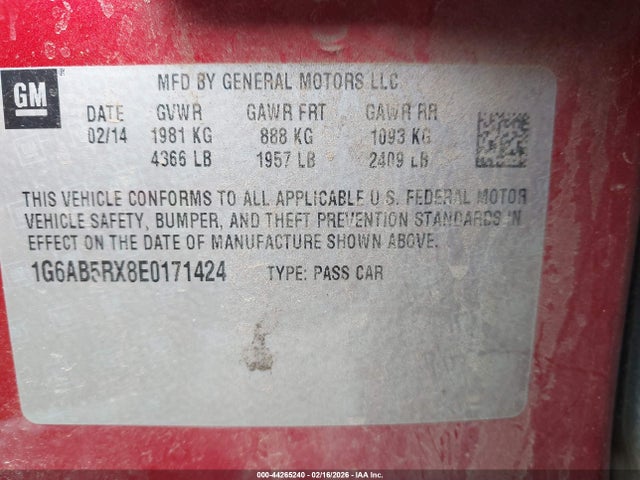 GM
MFD BY GENERAL MOTORS LLC
DATE GVWR GAWR FRT GAWR RR
02/14 1981 KG 888 KG 1093 KG
4366 LB 1957 LB 2409 LB
THIS VEHICLE CONFORMS TO ALL APPLICABLE U.S. FEDERAL MOTOR
VEHICLE SAFETY, BUMPER, AND THEFT PREVENTION STANDARDS IN
EFFECT ON THE DATE OF MANUFACTURE SHOWN ABOVE.
1G6AB5RX8E0171424 TYPE: PASS CAR
000-44265240 - 02/16/2026 - IAA Inc.